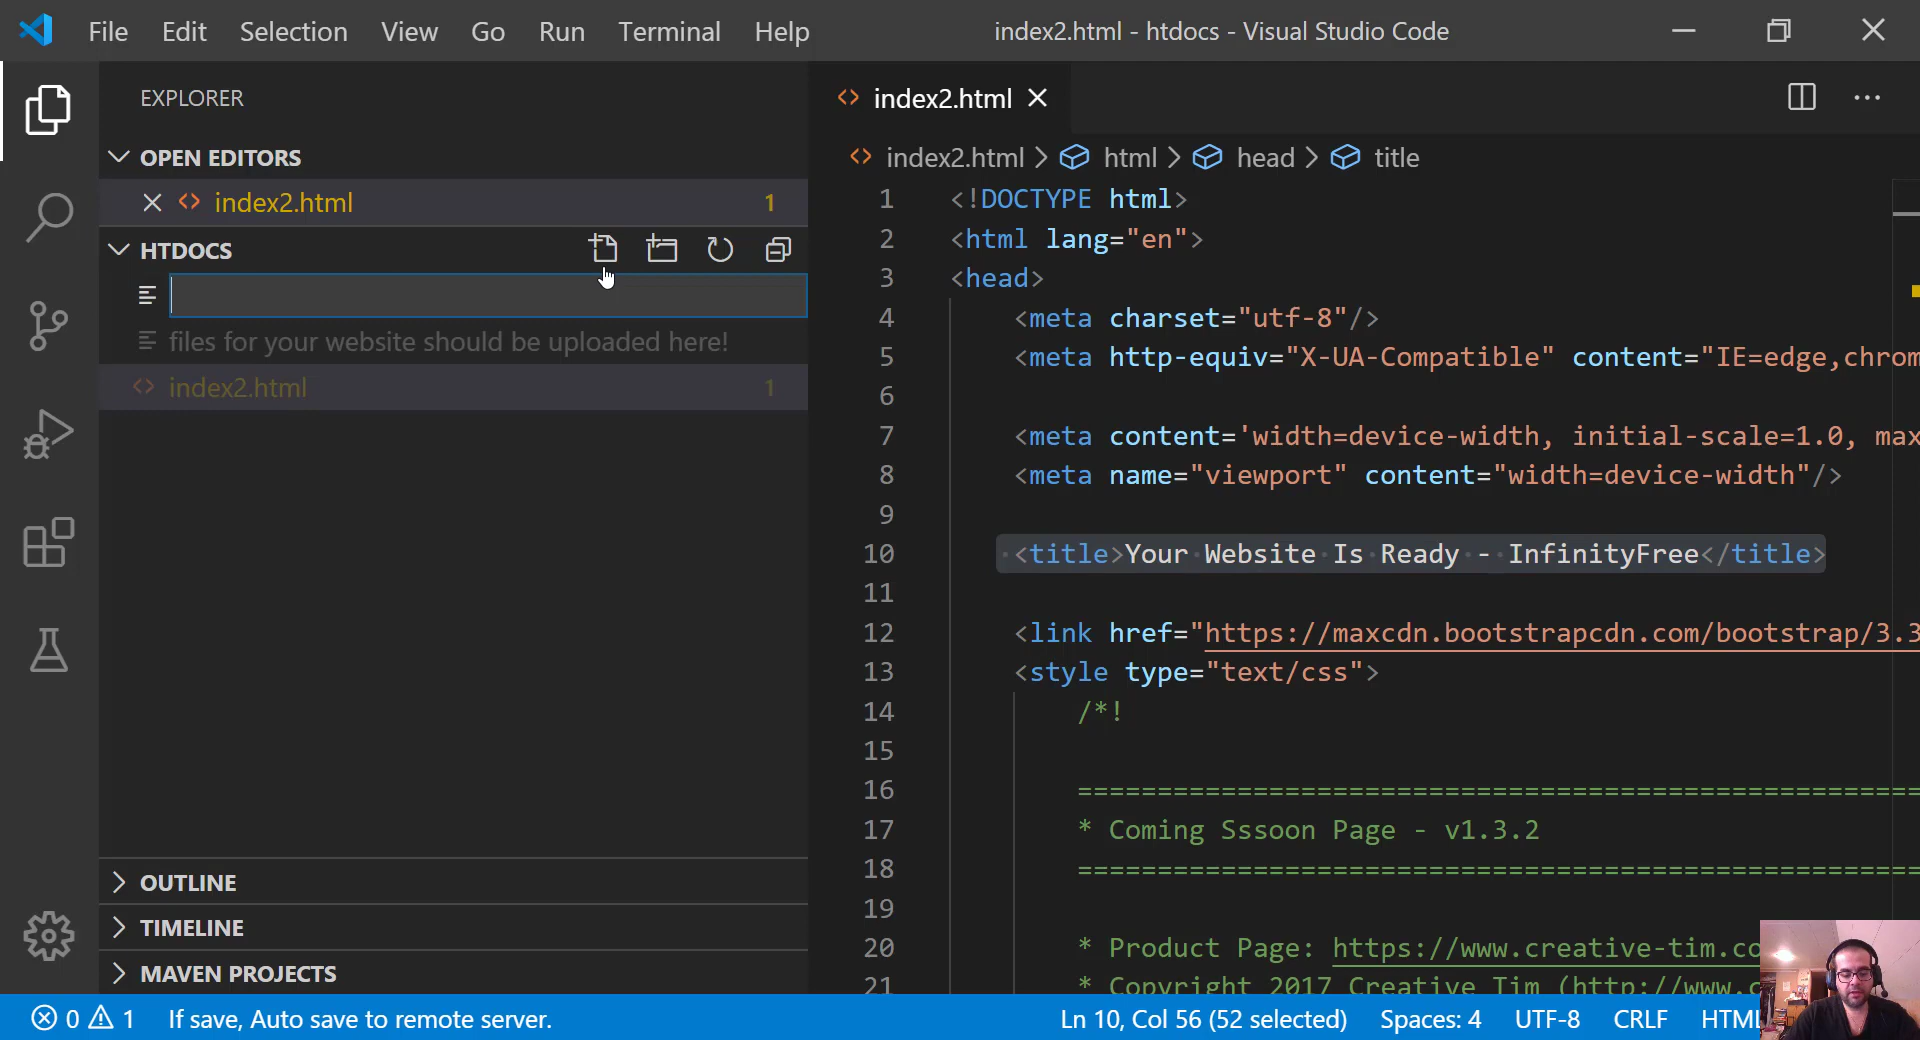 File Edit Selection View Go Run Terminal Help index2.html - htdocs - Visual Studio Code
EXPLORER
OPEN EDITORS
index2.html 1
HTDOCS
files for your website should be uploaded here!
index2.html 1
OUTLINE
TIMELINE
MAVEN PROJECTS
index2.html
index2.html > html > head > title
1 <!DOCTYPE html>
2 <html lang="en">
3 <head>
4 <meta charset="utf-8"/>
5 <meta http-equiv="X-UA-Compatible" content="IE=edge,chrom
6
7 <meta content='width=device-width, initial-scale=1.0, max
8 <meta name="viewport" content="width=device-width"/>
9
10 <title>Your Website Is Ready - InfinityFree</title>
11
12 <link href="https://maxcdn.bootstrapcdn.com/bootstrap/3.3
13 <style type="text/css">
14 /*!
15
16 ====================================================
17 * Coming Sssoon Page - v1.3.2
18 ====================================================
19
20 * Product Page: https://www.creative-tim.co
21 * Copyright 2017 Creative Tim (http://www.c
0 1 If save, Auto save to remote server. Ln 10, Col 56 (52 selected) Spaces: 4 UTF-8 CRLF HTML